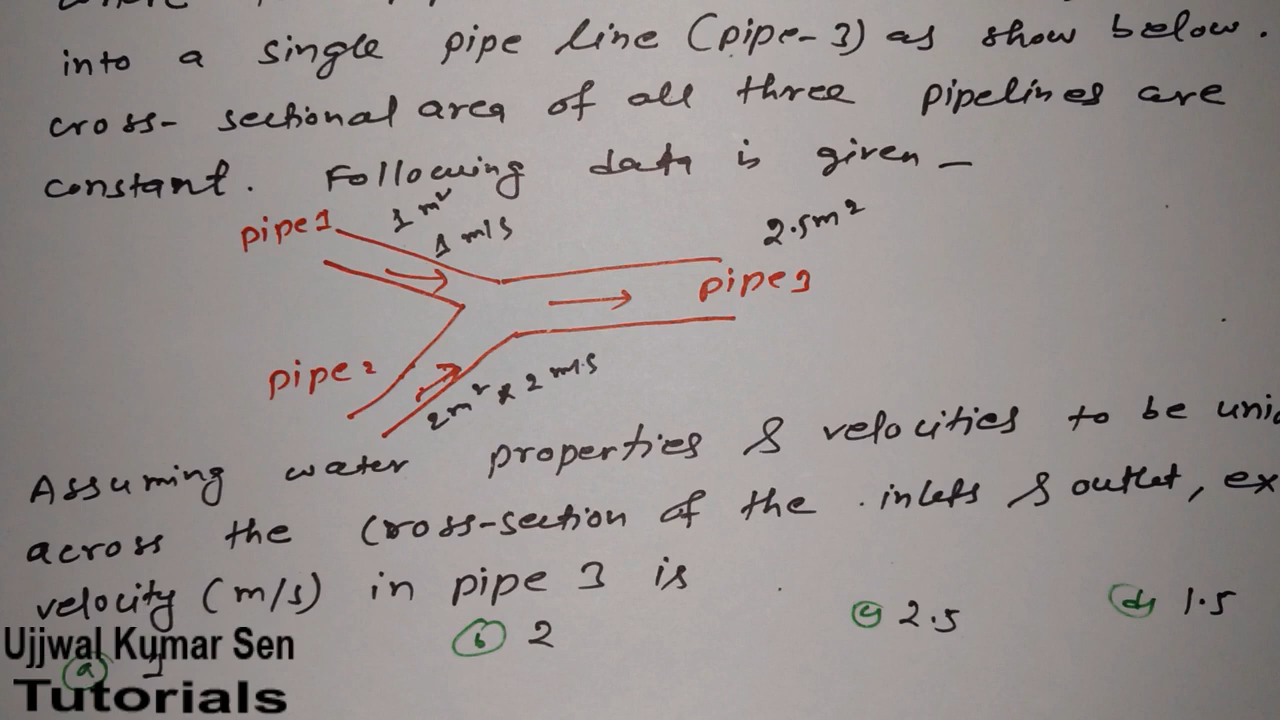 into a single pipe line (pipe-3) as show below.
cross-sectional area of all three pipelines are
constant. Following data is given -
pipe 1
1 m²
1 m/s
2.5m²
pipe 3
pipe 2
2m² & 2 m/s
Assuming water properties & velocities to be
across the cross-section of the inlets & outlet,
velocity (m/s) in pipe 3 is
(a) 1 (b) 2 (c) 2.5 (d) 1.5
Ujjwal Kumar Sen
Tutorials